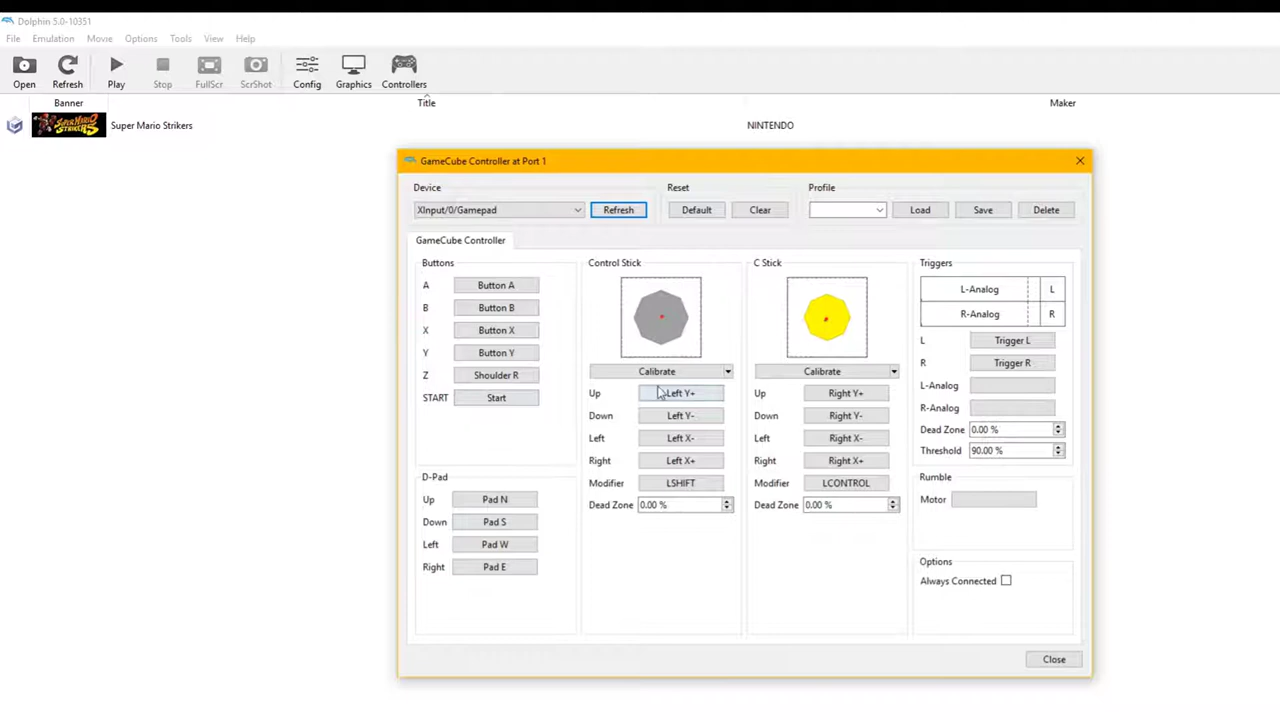 Dolphin 5.0-10351
File Emulation Movie Options Tools View Help
Open Refresh Play Stop FullScr ScrShot Config Graphics Controllers
Banner Title Maker
SUPER MARIO STRIKERS Super Mario Strikers NINTENDO
GameCube Controller at Port 1
Device Reset Profile
XInput/0/Gamepad Refresh Default Clear Load Save Delete
GameCube Controller
Buttons
A Button A
B Button B
X Button X
Y Button Y
Z Shoulder R
START Start
D-Pad
Up Pad N
Down Pad S
Left Pad W
Right Pad E
Control Stick
Calibrate
Up Left Y+
Down Left Y-
Left Left X-
Right Left X+
Modifier LSHIFT
Dead Zone 0.00 %
C Stick
Calibrate
Up Right Y+
Down Right Y-
Left Right X-
Right Right X+
Modifier LCONTROL
Dead Zone 0.00 %
Triggers
L-Analog L
R-Analog R
L Trigger L
R Trigger R
L-Analog
R-Analog
Dead Zone 0.00 %
Threshold 90.00 %
Rumble
Motor
Options
Always Connected
Close